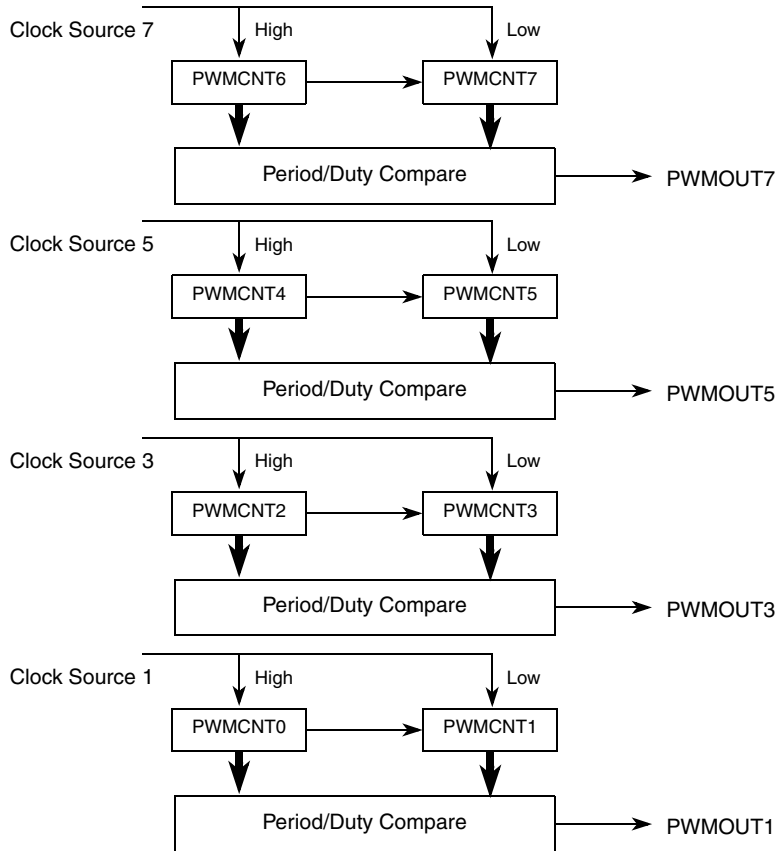 Clock Source 7
High
Low
PWMCNT6
PWMCNT7
Period/Duty Compare
PWMOUT7
Clock Source 5
High
Low
PWMCNT4
PWMCNT5
Period/Duty Compare
PWMOUT5
Clock Source 3
High
Low
PWMCNT2
PWMCNT3
Period/Duty Compare
PWMOUT3
Clock Source 1
High
Low
PWMCNT0
PWMCNT1
Period/Duty Compare
PWMOUT1